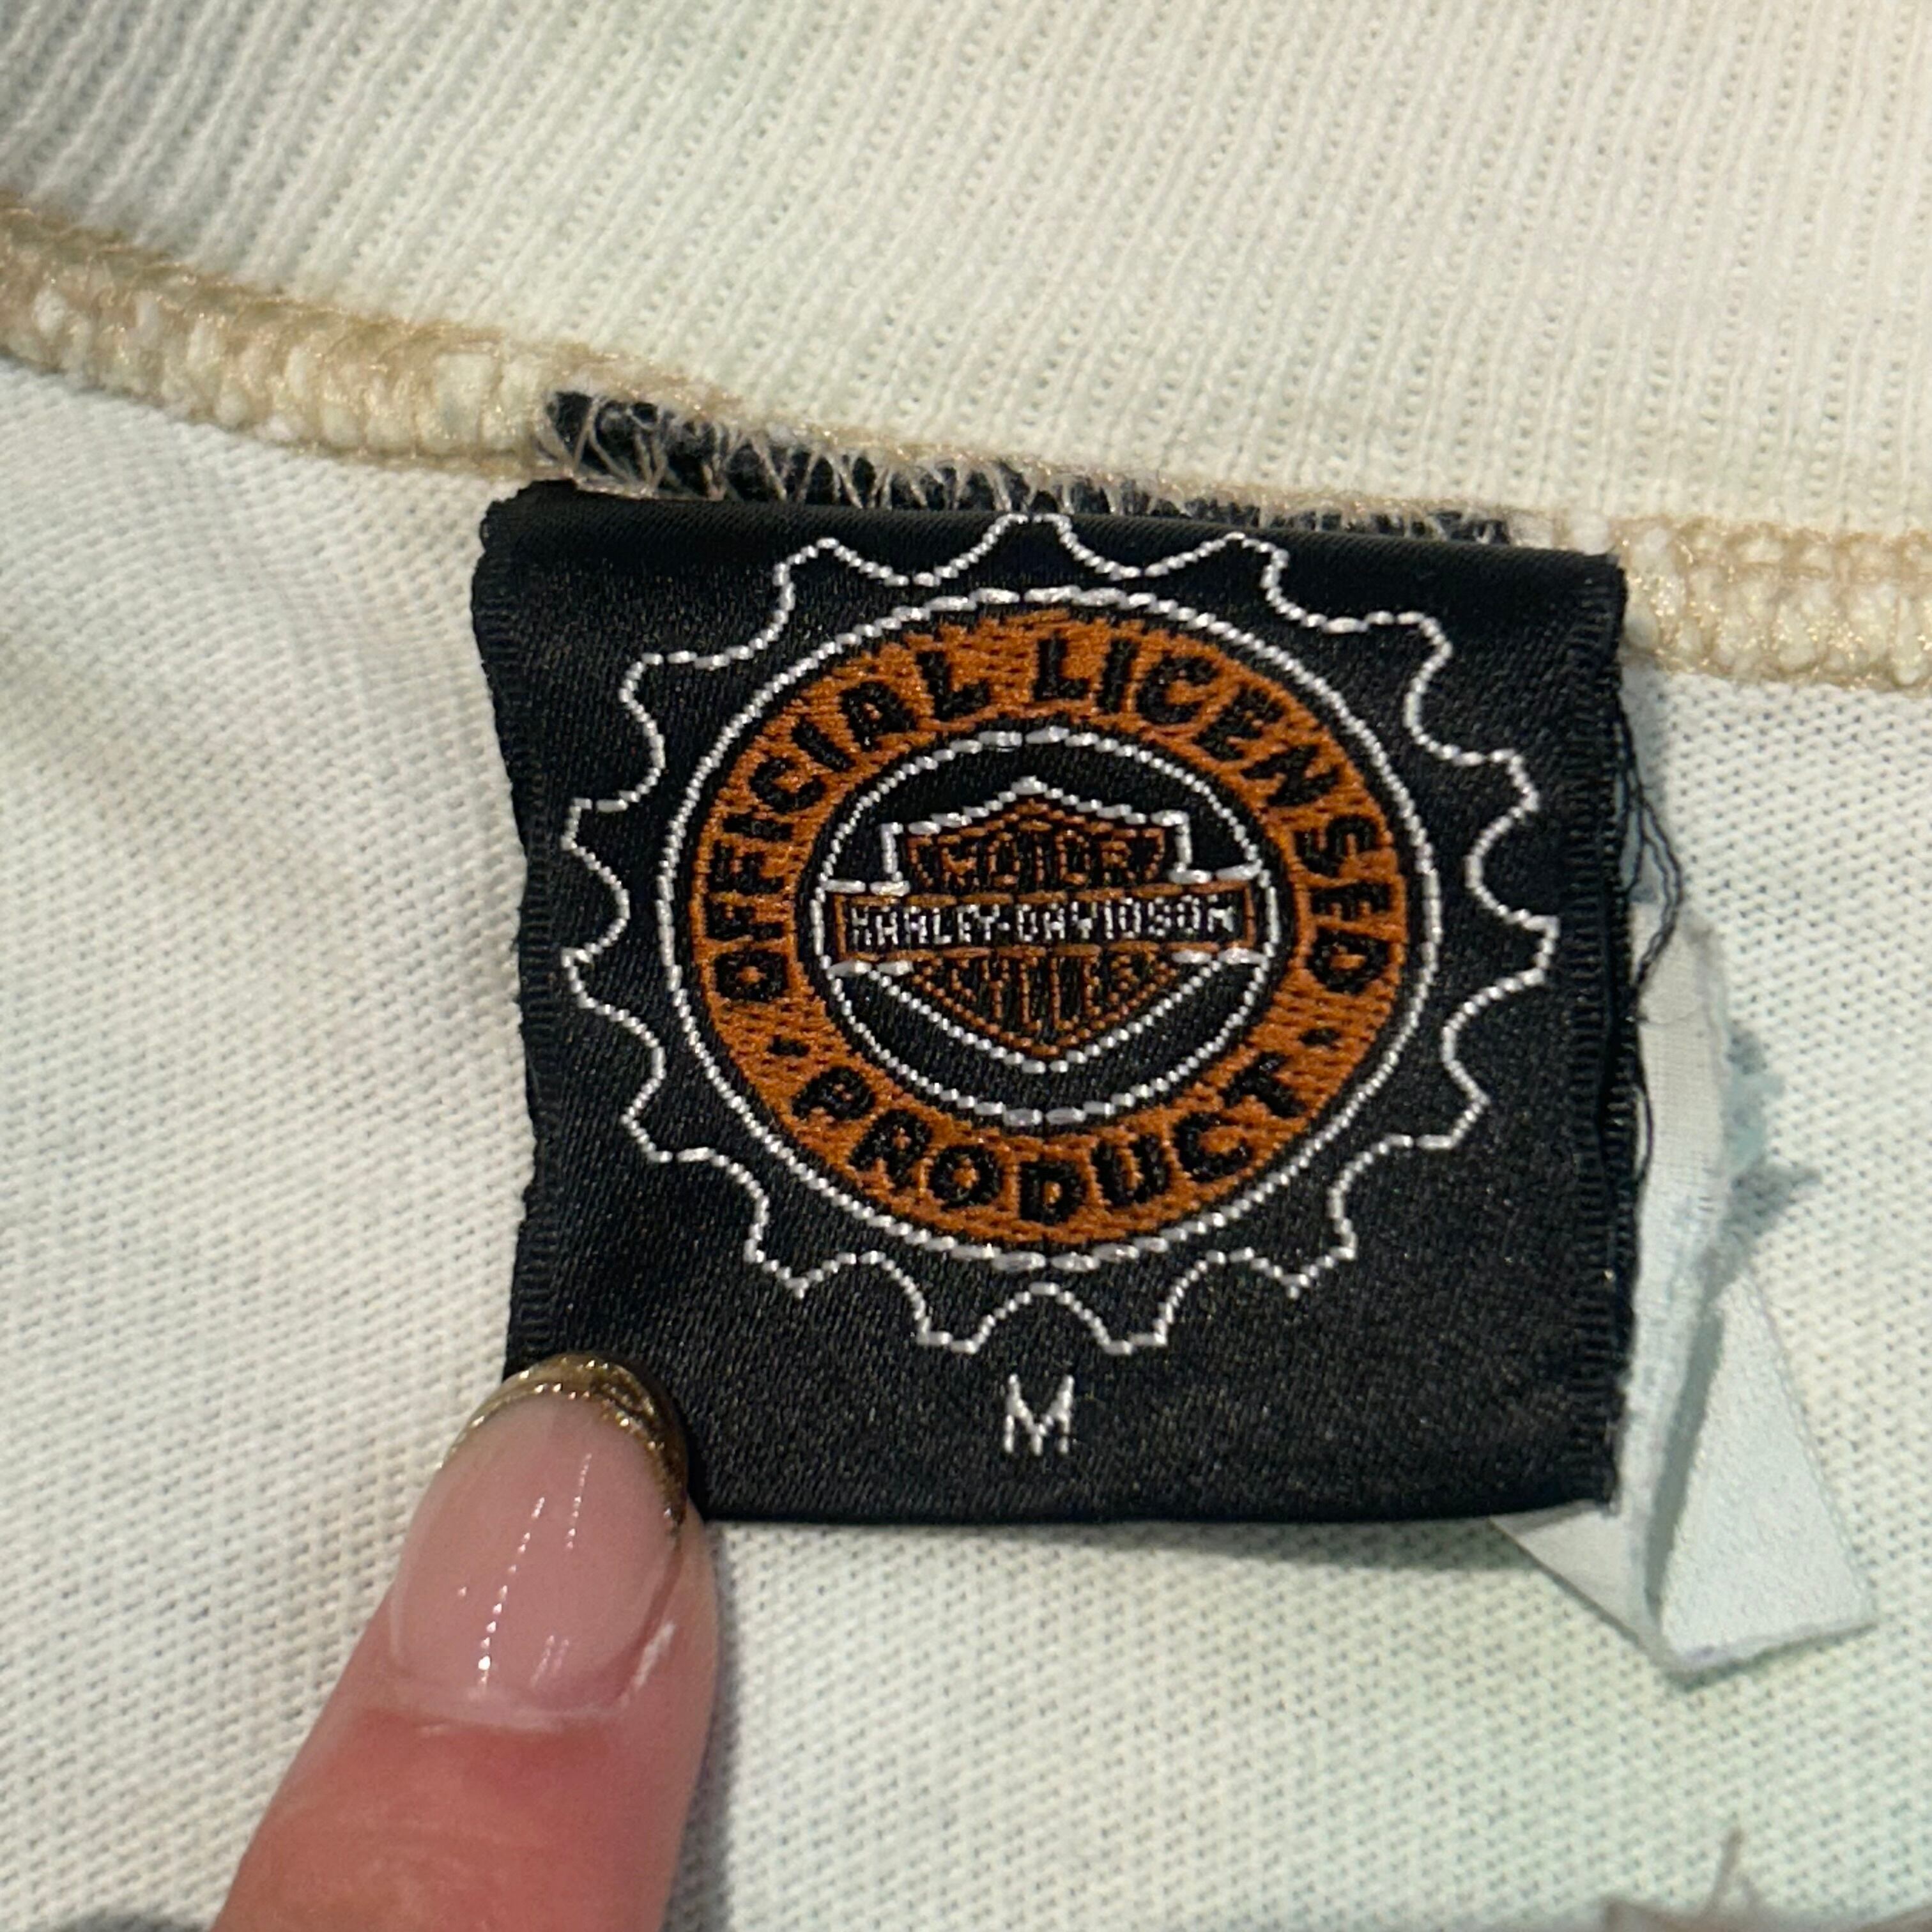 OFFICIAL LICENSED
MOTOR
HARLEY-DAVIDSON
CYCLES
• PRODUCT •
M